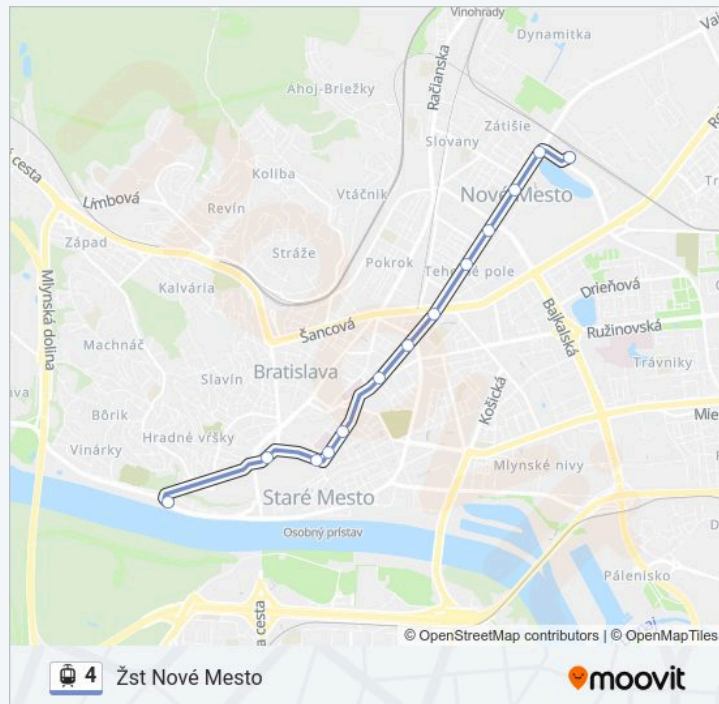 Vinohrady
Dynamitka
Račianska
Ahoj-Briežky
Zátišie
Slovany
cesta
Koliba
Limbová
Vtáčnik
Nové Mesto
Revín
Západ
Stráže
Pokrok
Tehelné pole
Kalvária
Drieňová
Mlynská dolina
Šancová
Bajkalská
Ružinovská
Machnáč
Trávniky
Bratislava
Slavín
Košická
Bôrik
Hradné vŕšky
Vinárky
Mlynské nivy
Staré Mesto
Osobný prístav
Pálenisko
cesta
© OpenStreetMap contributors | © OpenMapTiles
4 Žst Nové Mesto
moovit